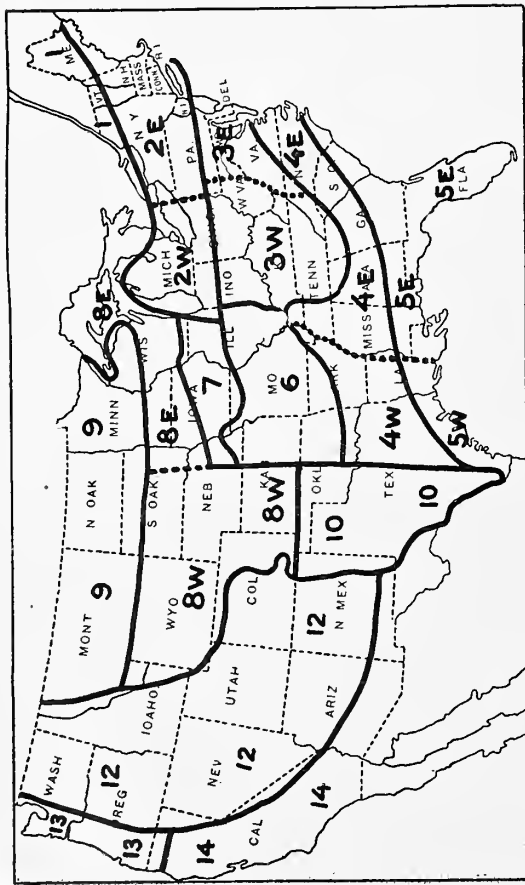 WASH
13
12
REG
13
14
CAL
14
NEV
12
IDAHO
MONT
9
WYO
8W
UTAH
COL
ARIZ
12
N MEX
N DAK
S DAK
NEB
KA
8W
OKL
10
TEX
10
9
MINN
8E
IOWA
7
MO
6
ARK
4W
LA
5W
8E
WIS
ILL
MICH
2W
IND
3W
TENN
MISS
4E
5E
1
ME
1
VT
N H
MASS
CONN
R I
N Y
2E
PA
DEL
3E
W VA
VA
N
4E
S C
GA
5E
FLA